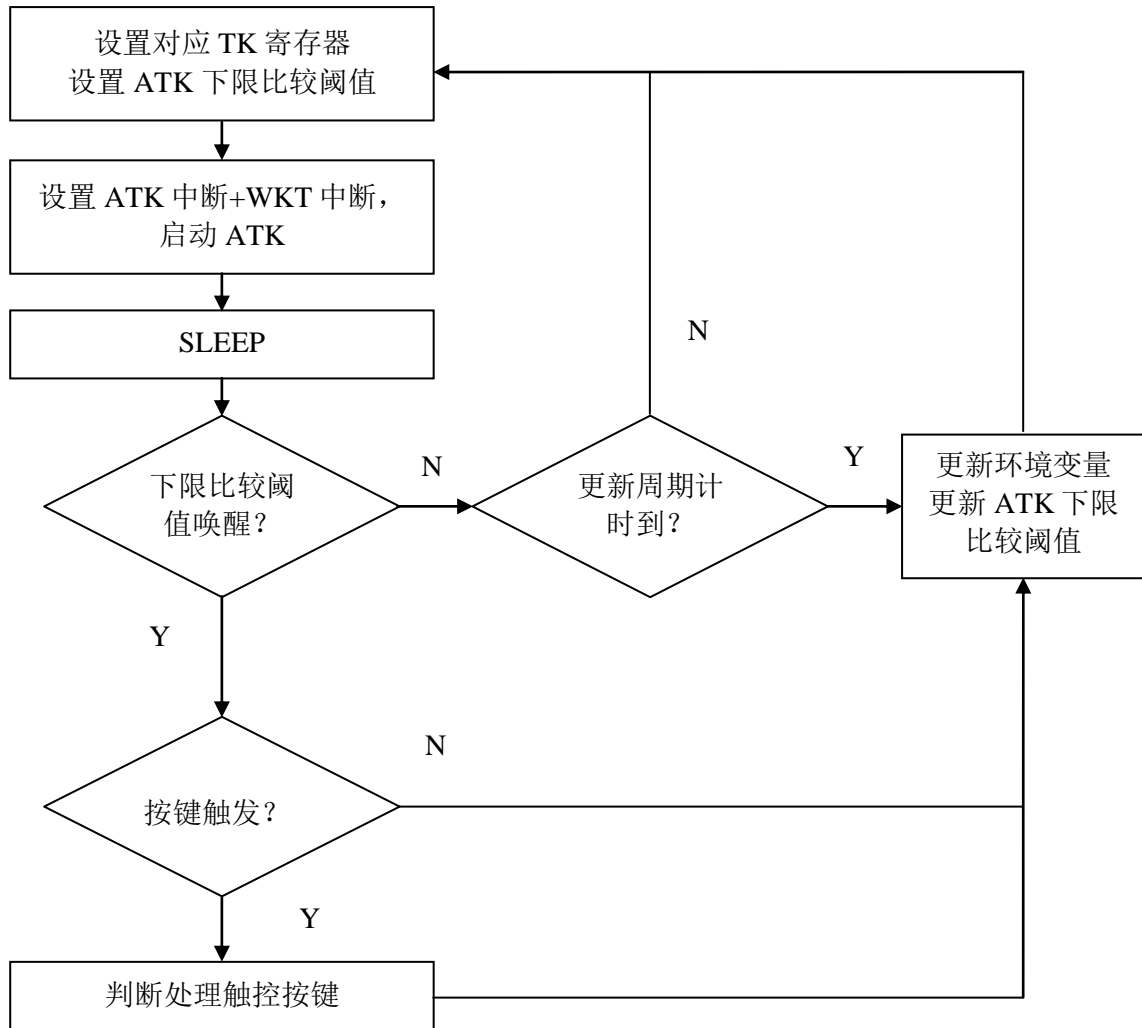 设置对应 TK 寄存器
设置 ATK 下限比较阈值
设置 ATK 中断+WKT 中断，
启动 ATK
SLEEP
N
下限比较阈
值唤醒？
N
更新周期计
时到？
Y
更新环境变量
更新 ATK 下限
比较阈值
Y
N
按键触发？
Y
判断处理触控按键